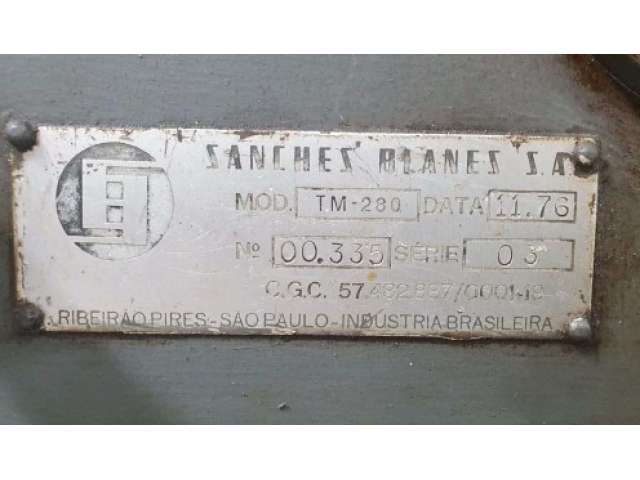 SANCHES BLANES S.A.
MOD. TM-280 DATA 11.76
Nº 00.335 SÉRIE 03
C.G.C.
RIBEIRÃO PIRES-SÃO PAULO-INDÚSTRIA BRASILEIRA